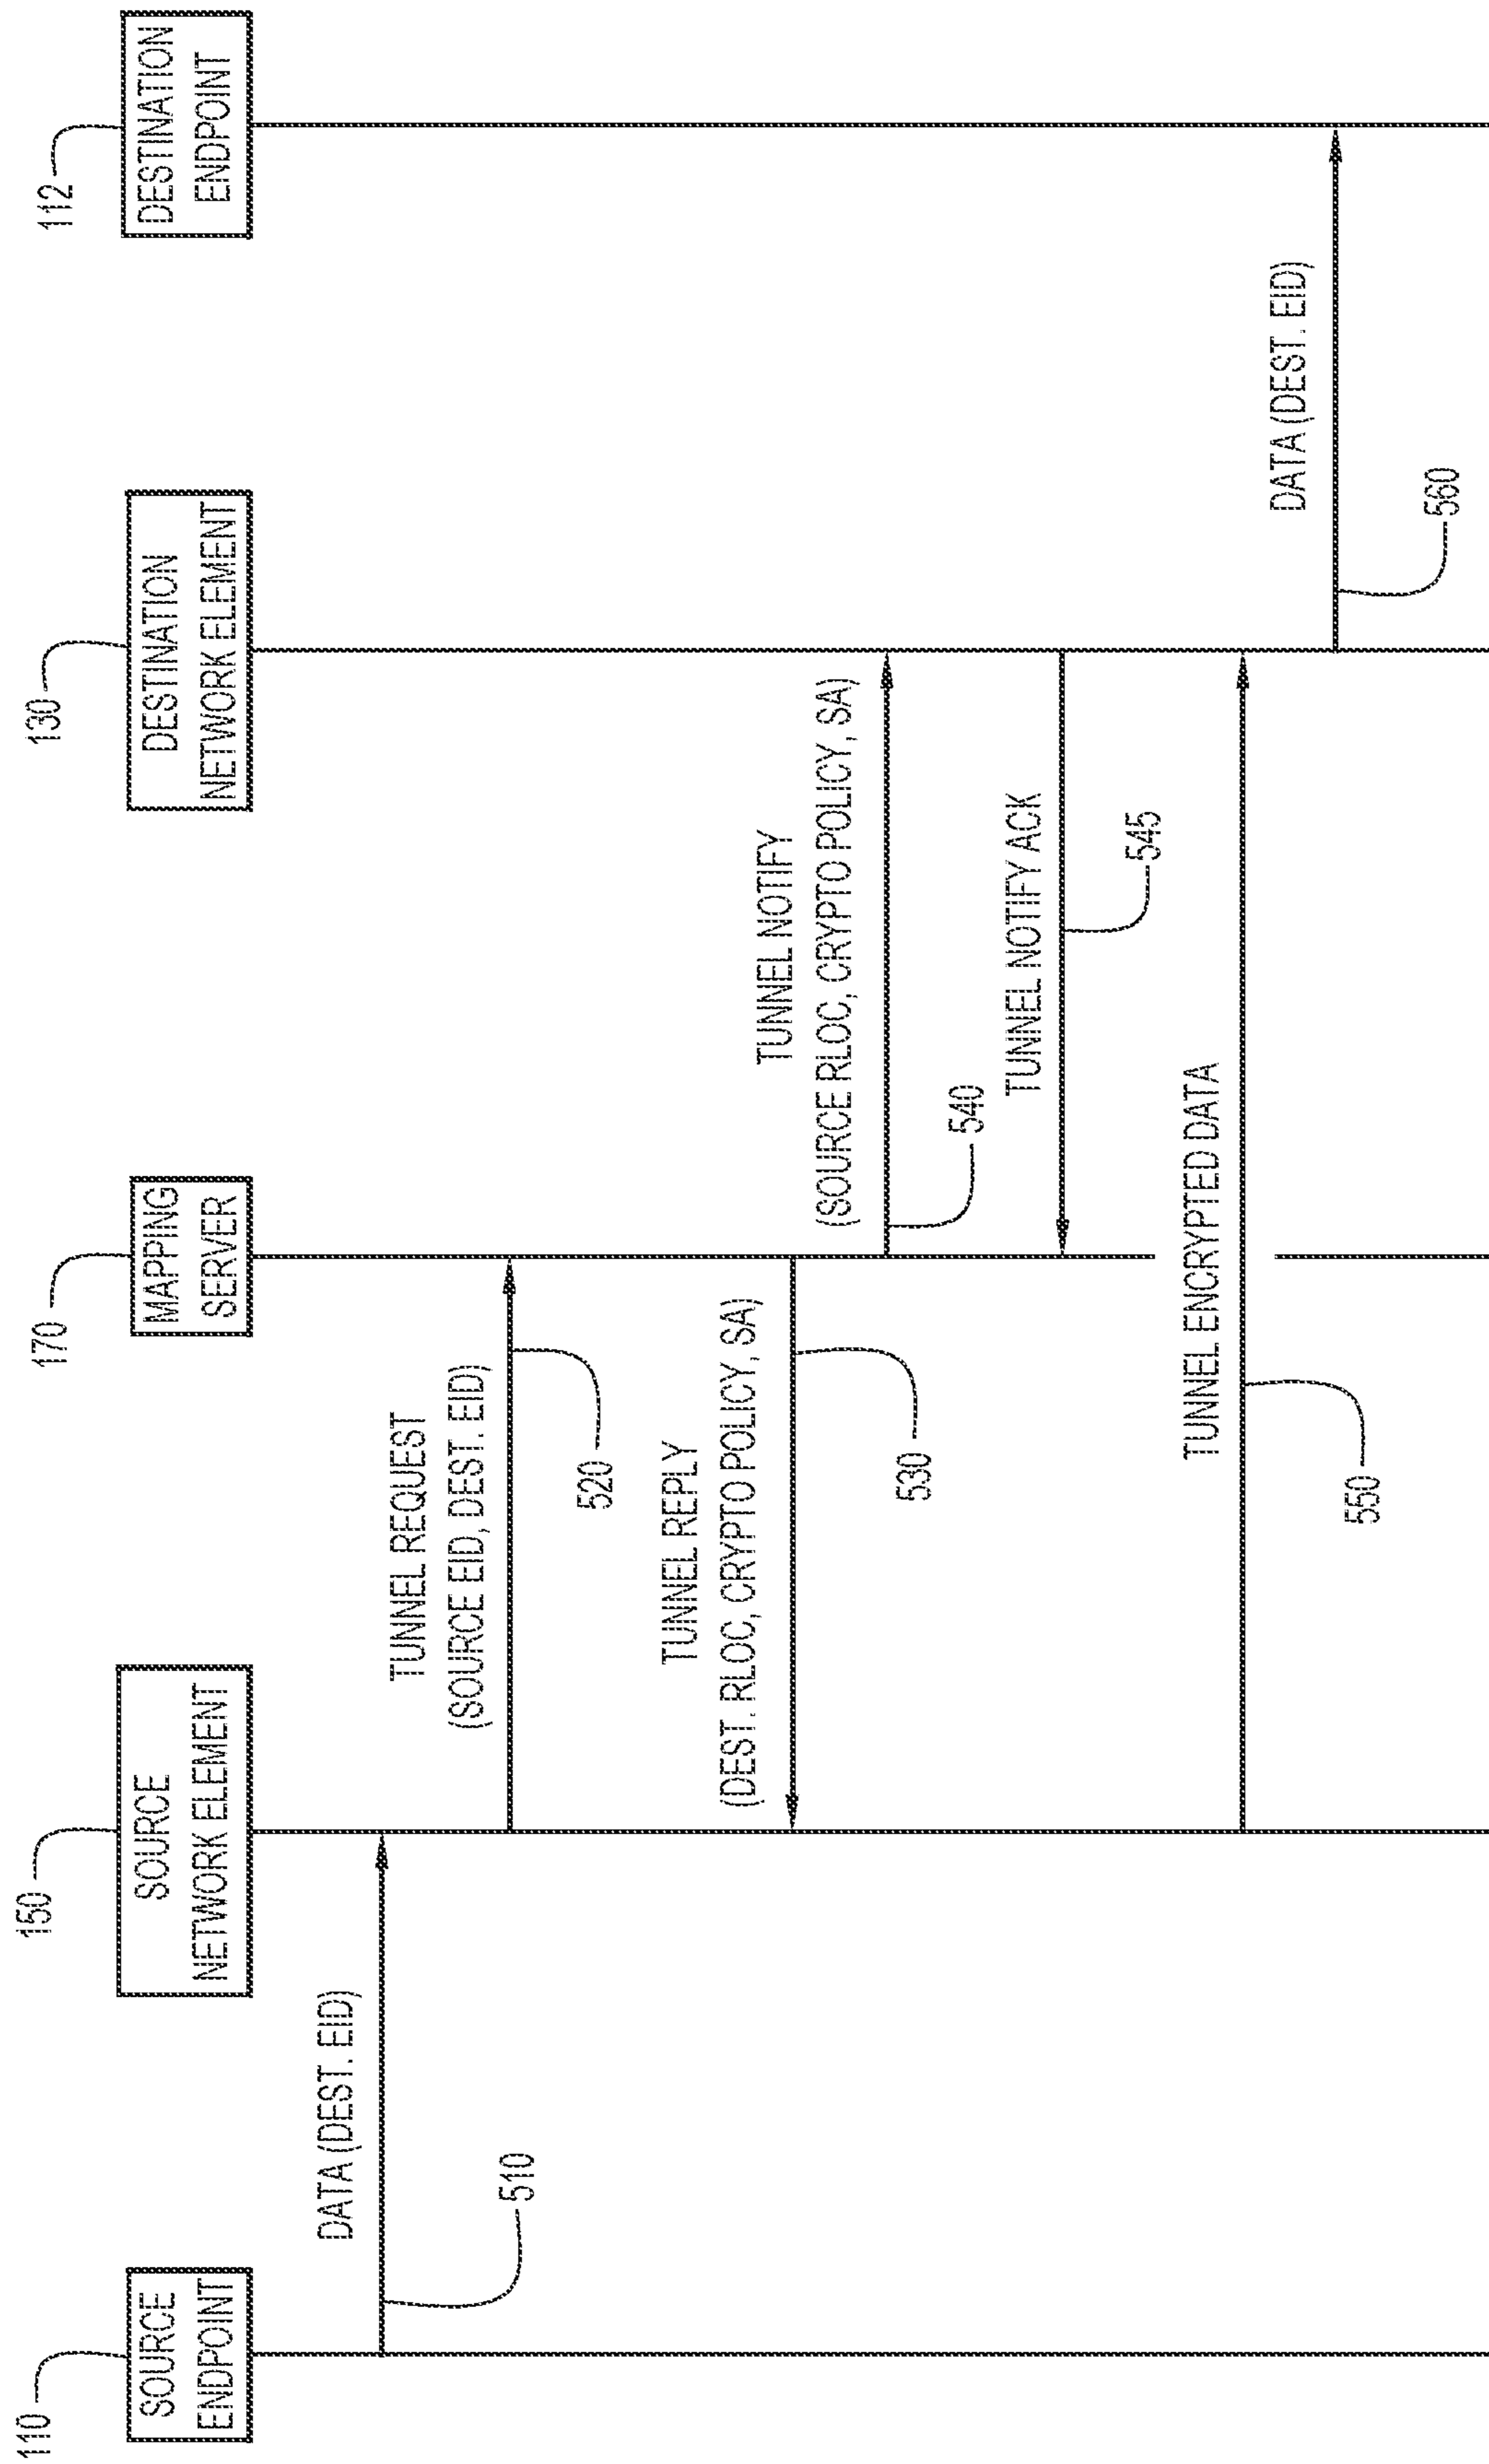 110
SOURCE
ENDPOINT
150
SOURCE
NETWORK ELEMENT
170
MAPPING
SERVER
130
DESTINATION
NETWORK ELEMENT
112
DESTINATION
ENDPOINT
DATA (DEST. EID)
510
TUNNEL REQUEST
(SOURCE EID, DEST. EID)
520
TUNNEL REPLY
(DEST. RLOC, CRYPTO POLICY, SA)
530
TUNNEL NOTIFY
(SOURCE RLOC, CRYPTO POLICY, SA)
540
TUNNEL NOTIFY ACK
545
TUNNEL ENCRYPTED DATA
550
DATA (DEST. EID)
560